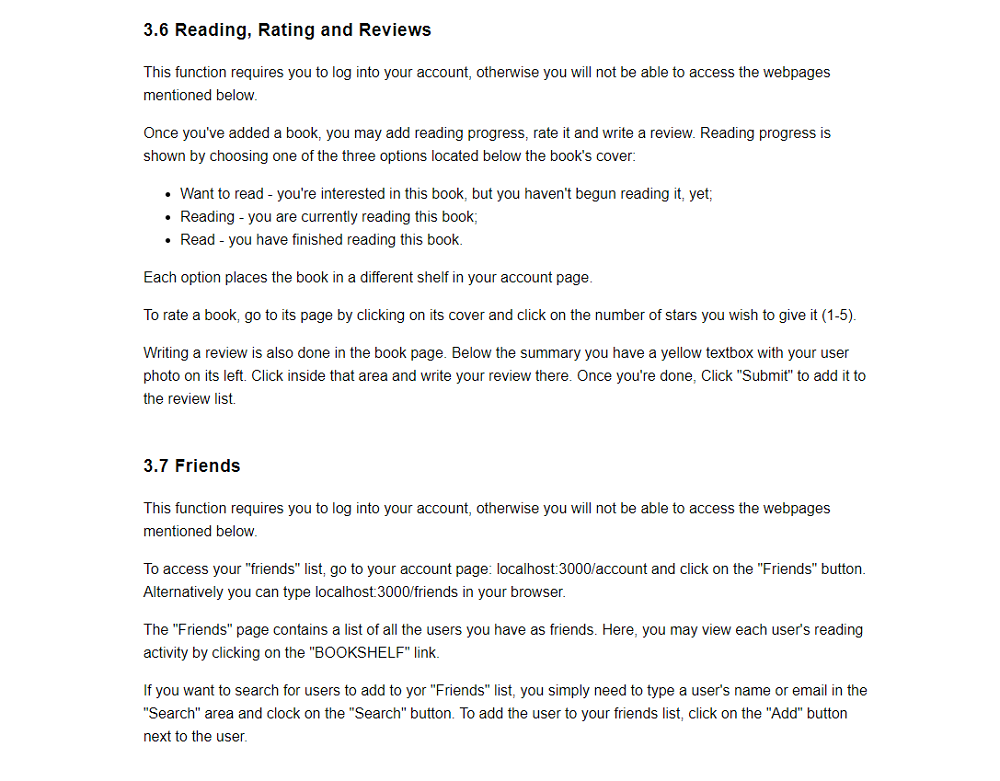 3.6 Reading, Rating and Reviews
This function requires you to log into your account, otherwise you will not be able to access the webpages
mentioned below.
Once you've added a book, you may add reading progress, rate it and write a review. Reading progress is
shown by choosing one of the three options located below the book's cover:
• Want to read - you're interested in this book, but you haven't begun reading it, yet;
• Reading - you are currently reading this book;
• Read - you have finished reading this book.
Each option places the book in a different shelf in your account page.
To rate a book, go to its page by clicking on its cover and click on the number of stars you wish to give it (1-5).
Writing a review is also done in the book page. Below the summary you have a yellow textbox with your user
photo on its left. Click inside that area and write your review there. Once you're done, Click "Submit" to add it to
the review list.
3.7 Friends
This function requires you to log into your account, otherwise you will not be able to access the webpages
mentioned below.
To access your "friends" list, go to your account page: localhost:3000/account and click on the "Friends" button.
Alternatively you can type localhost:3000/friends in your browser.
The "Friends" page contains a list of all the users you have as friends. Here, you may view each user's reading
activity by clicking on the "BOOKSHELF" link.
If you want to search for users to add to yor "Friends" list, you simply need to type a user's name or email in the
"Search" area and clock on the "Search" button. To add the user to your friends list, click on the "Add" button
next to the user.